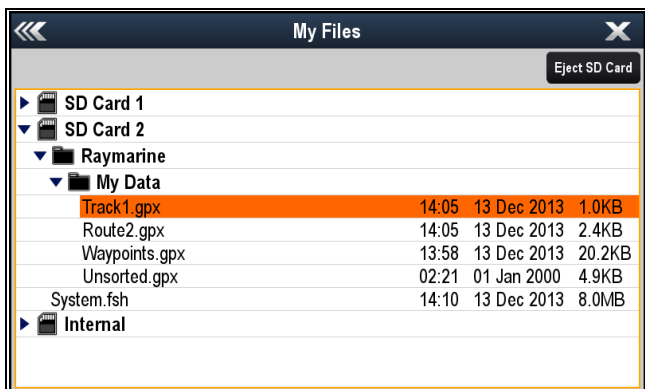 My Files
Eject SD Card
SD Card 1
SD Card 2
Raymarine
My Data
Track1.gpx 14:05 13 Dec 2013 1.0KB
Route2.gpx 14:05 13 Dec 2013 2.4KB
Waypoints.gpx 13:58 13 Dec 2013 20.2KB
Unsorted.gpx 02:21 01 Jan 2000 4.9KB
System.fsh 14:10 13 Dec 2013 8.0MB
Internal